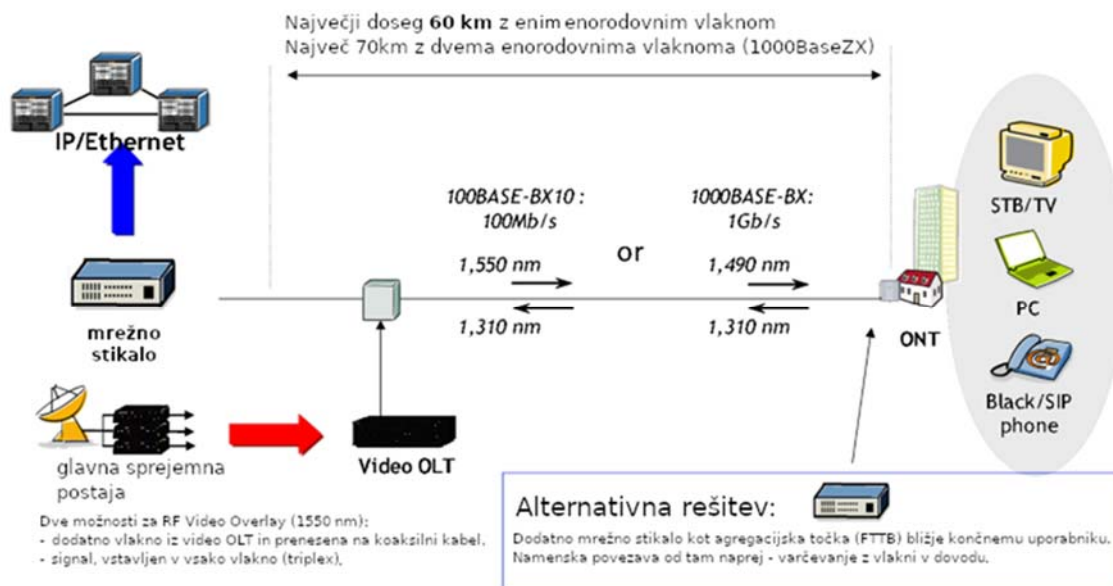 Največji doseg 60 km z enim enorodovnim vlaknom
Največ 70km z dvema enorodovnima vlaknoma (1000BaseZX)
IP/Ethernet
100BASE-BX10 :
100Mb/s
1000BASE-BX:
1Gb/s
1,550 nm
or
1,490 nm
1,310 nm
1,310 nm
mrežno
stikalo
ONT
STB/TV
PC
Black/SIP
phone
glavna sprejemna
postaja
Video OLT
Dve možnosti za RF Video Overlay (1550 nm):
- dodatno vlakno iz video OLT in prenesena na koaksilni kabel.
- signal, vstavljen v vsako vlakno (triplex),
Alternativna rešitev:
Dodatno mrežno stikalo kot agregacijska točka (FTTB) bližje končnemu uporabniku.
Namenska povezava od tam naprej - varčevanje z vlakni v dovodu.